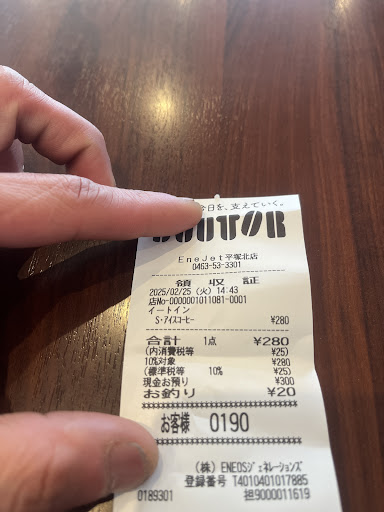 今日を、支えていく。
DOUTOR
EneJet平塚北店
0463-53-3301
領 収 証
2025/02/25 (火) 14:43
店No-0000001011081-0001
イートイン
S・アイスコーヒー ¥280
合計 1点 ¥280
(内消費税等 ¥25)
10%対象 ¥280
(標準税等 10% ¥25)
現金お預り ¥300
お釣り ¥20
お客様 0190
(株) ENEOSジェネレーションズ
登録番号 T4010401017885
0189301 担9000011619